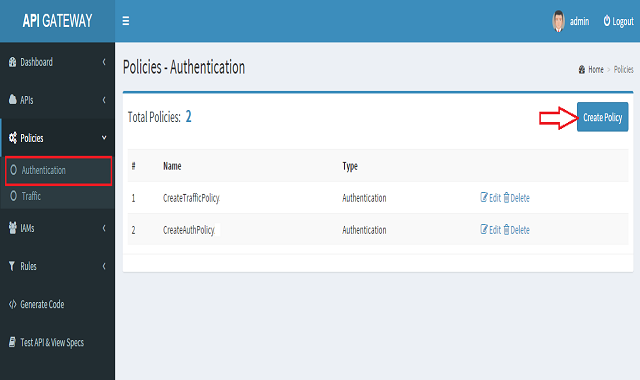 API GATEWAY
admin
Logout
Dashboard
APIs
Policies
Authentication
Traffic
IAMs
Rules
Generate Code
Test API & View Specs
Policies - Authentication
Home > Policies
Total Policies: 2
Create Policy
# Name Type
1 CreateTrafficPolicy Authentication Edit Delete
2 CreateAuthPolicy Authentication Edit Delete